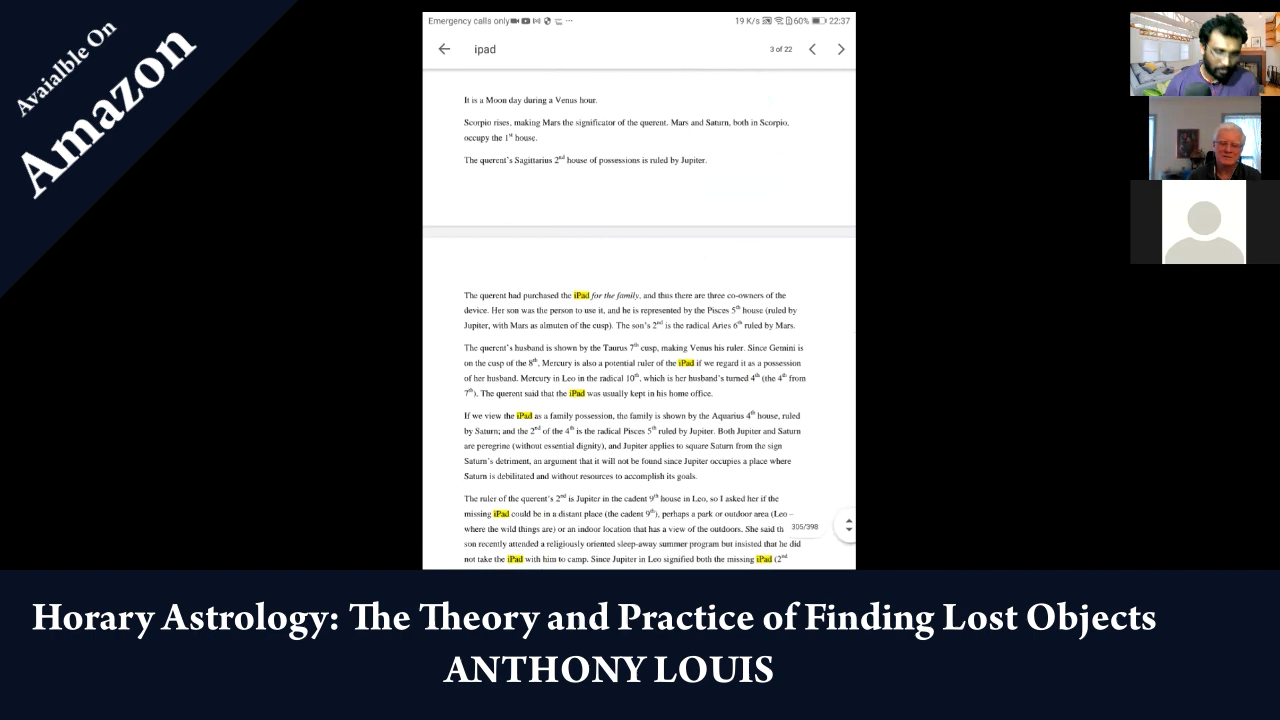 Avaialble On
Amazon
Emergency calls only
19 K/s 60% 22:37
ipad
3 of 22
It is a Moon day during a Venus hour.
Scorpio rises, making Mars the significator of the querent. Mars and Saturn, both in Scorpio,
occupy the 1st house.
The querent's Sagittarius 2nd house of possessions is ruled by Jupiter.
The querent had purchased the iPad for the family, and thus there are three co-owners of the
device. Her son was the person to use it, and he is represented by the Pisces 5th house (ruled by
Jupiter, with Mars as almuten of the cusp). The son's 2nd is the radical Aries 6th ruled by Mars.
The querent's husband is shown by the Taurus 7th cusp, making Venus his ruler. Since Gemini is
on the cusp of the 8th, Mercury is also a potential ruler of the iPad if we regard it as a possession
of her husband. Mercury in Leo in the radical 10th, which is her husband's turned 4th (the 4th from
7th). The querent said that the iPad was usually kept in his home office.
If we view the iPad as a family possession, the family is shown by the Aquarius 4th house, ruled
by Saturn; and the 2nd of the 4th is the radical Pisces 5th ruled by Jupiter. Both Jupiter and Saturn
are peregrine (without essential dignity), and Jupiter applies to square Saturn from the sign
Saturn's detriment, an argument that it will not be found since Jupiter occupies a place where
Saturn is debilitated and without resources to accomplish its goals.
The ruler of the querent's 2nd is Jupiter in the cadent 9th house in Leo, so I asked her if the
missing iPad could be in a distant place (the cadent 9th), perhaps a park or outdoor area (Leo –
where the wild things are) or an indoor location that has a view of the outdoors. She said th
305/398
son recently attended a religiously oriented sleep-away summer program but insisted that he did
not take the iPad with him to camp. Since Jupiter in Leo signified both the missing iPad (2nd
Horary Astrology: The Theory and Practice of Finding Lost Objects
ANTHONY LOUIS